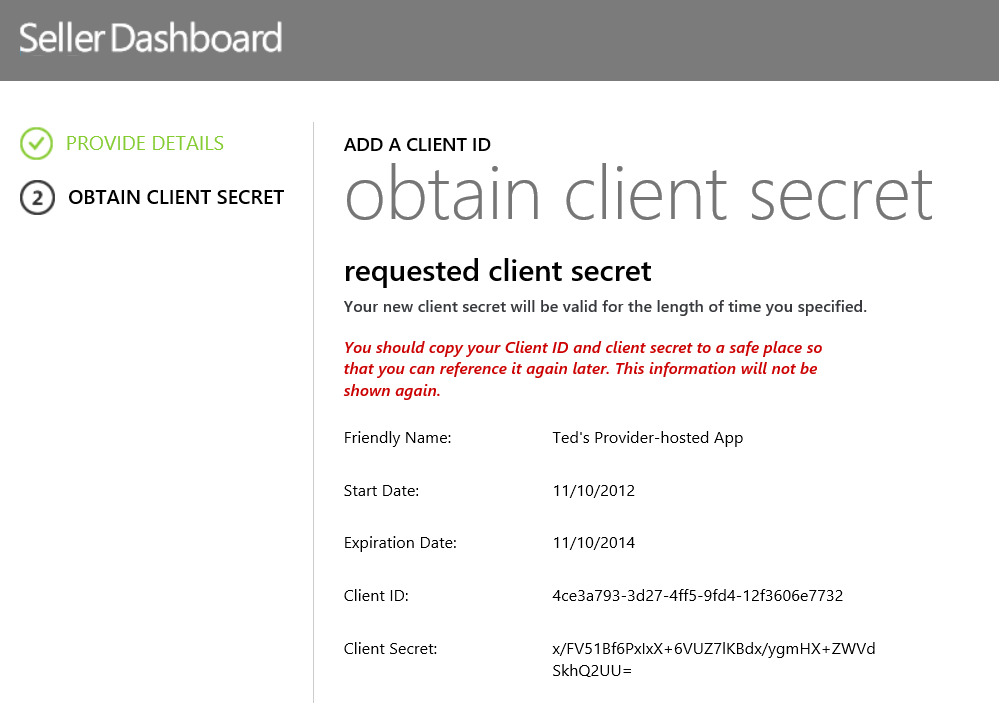 Seller Dashboard
PROVIDE DETAILS
2 OBTAIN CLIENT SECRET
ADD A CLIENT ID
obtain client secret
requested client secret
Your new client secret will be valid for the length of time you specified.
You should copy your Client ID and client secret to a safe place so
that you can reference it again later. This information will not be
shown again.
Friendly Name: Ted's Provider-hosted App
Start Date: 11/10/2012
Expiration Date: 11/10/2014
Client ID: 4ce3a793-3d27-4ff5-9fd4-12f3606e7732
Client Secret: x/FV51Bf6PxIxX+6VUZ7lKBdx/ygmHX+ZWVd
SkhQ2UU=